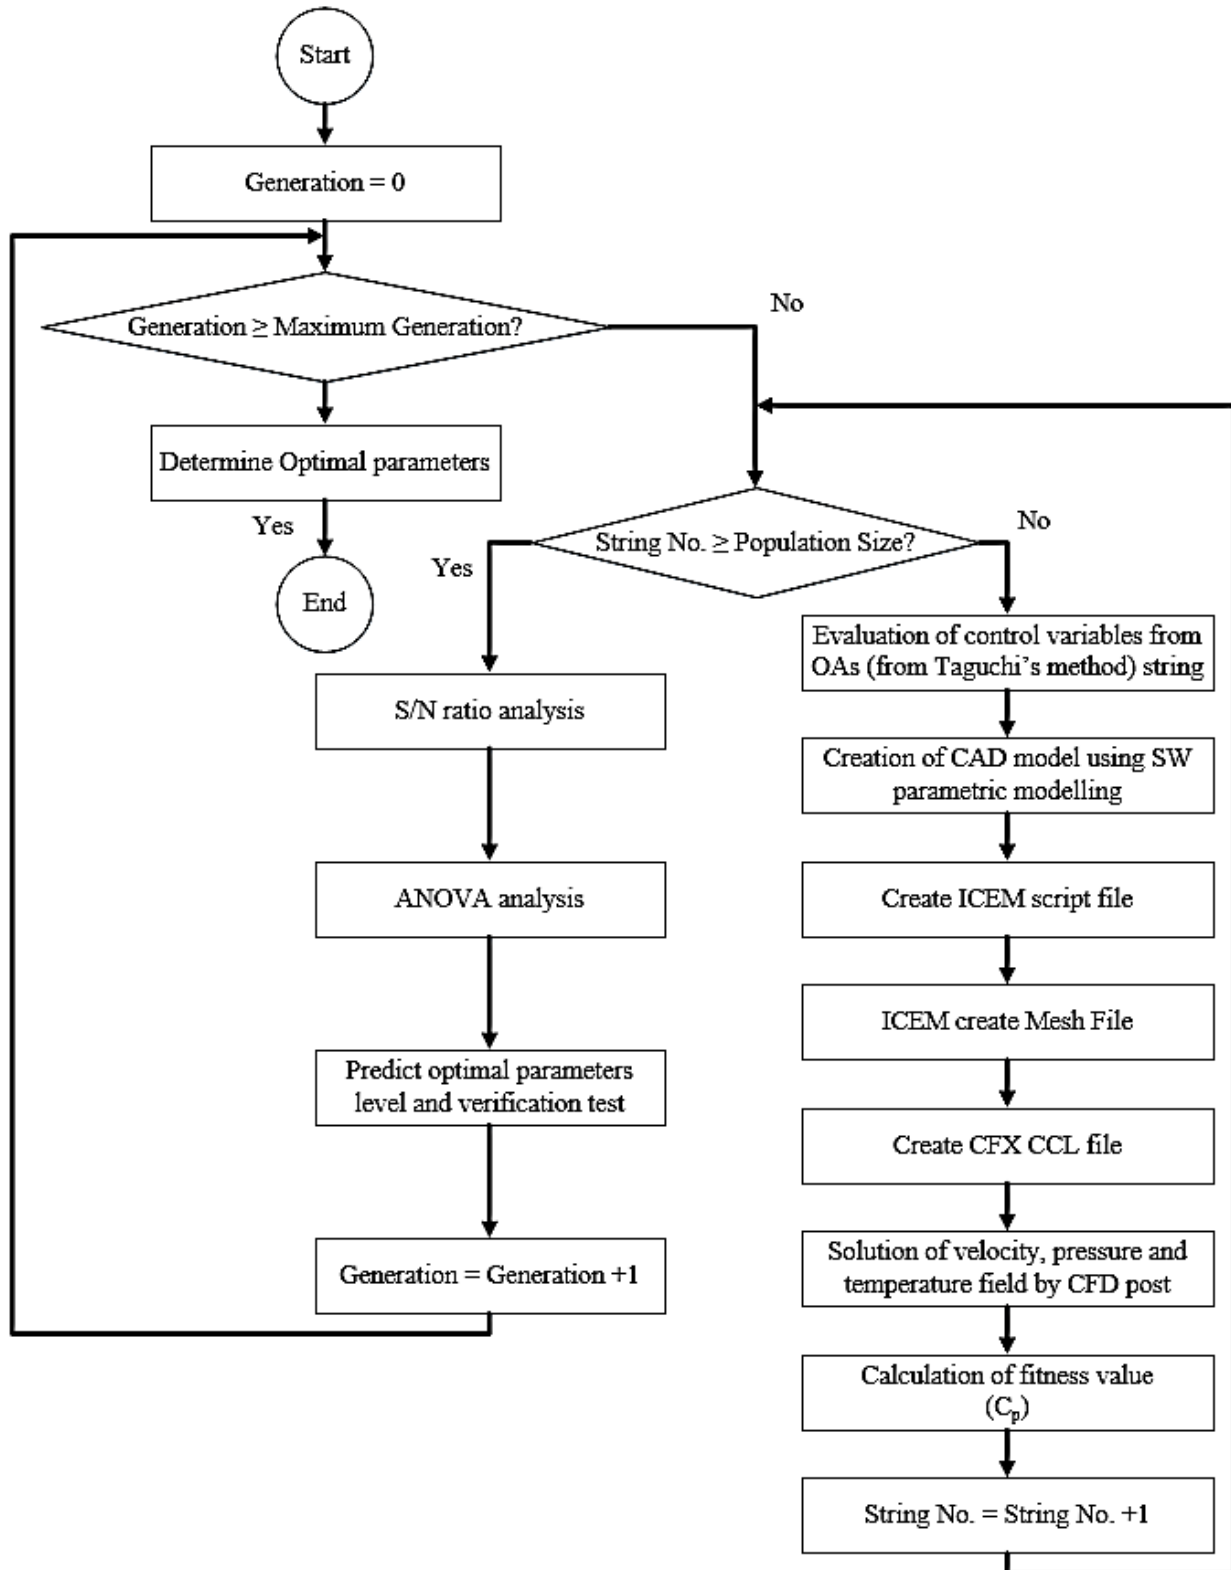 Start
Generation = 0
Generation ≥ Maximum Generation?
No
Determine Optimal parameters
Yes
End
String No. ≥ Population Size?
Yes
No
S/N ratio analysis
ANOVA analysis
Predict optimal parameters
level and verification test
Generation = Generation +1
Evaluation of control variables from
OAs (from Taguchi’s method) string
Creation of CAD model using SW
parametric modelling
Create ICEM script file
ICEM create Mesh File
Create CFX CCL file
Solution of velocity, pressure and
temperature field by CFD post
Calculation of fitness value
(Cp)
String No. = String No. +1